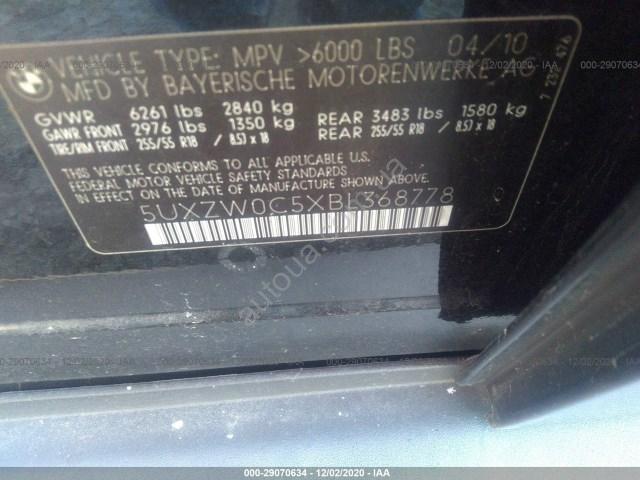 VEHICLE TYPE: MPV >6000 LBS 04/10
MFD BY BAYERISCHE MOTORENWERKE AG
GVWR 6261 lbs 2840 kg
GAWR FRONT 2976 lbs 1350 kg REAR 3483 lbs 1580 kg
TIRE/RIM FRONT 255/55 R18 / 8.5J x 18 REAR 255/55 R18 / 8.5J x 18
THIS VEHICLE CONFORMS TO ALL APPLICABLE U.S.
FEDERAL MOTOR VEHICLE SAFETY STANDARDS
IN EFFECT ON THE DATE OF MANUFACTURE SHOWN ABOVE.
5UXZW0C5XBL368778
000-29070634 - 12/02/2020 - IAA